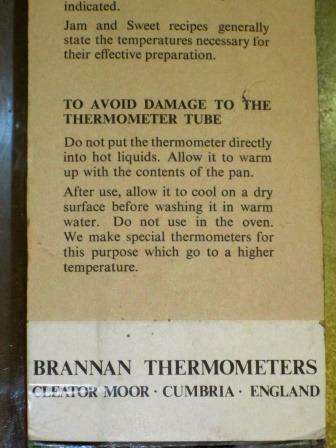 indicated.
Jam and Sweet recipes generally
state the temperatures necessary for
their effective preparation.
TO AVOID DAMAGE TO THE
THERMOMETER TUBE
Do not put the thermometer directly
into hot liquids. Allow it to warm
up with the contents of the pan.
After use, allow it to cool on a dry
surface before washing it in warm
water. Do not use in the oven.
We make special thermometers for
this purpose which go to a higher
temperature.
BRANNAN THERMOMETERS
CLEATOR MOOR · CUMBRIA · ENGLAND